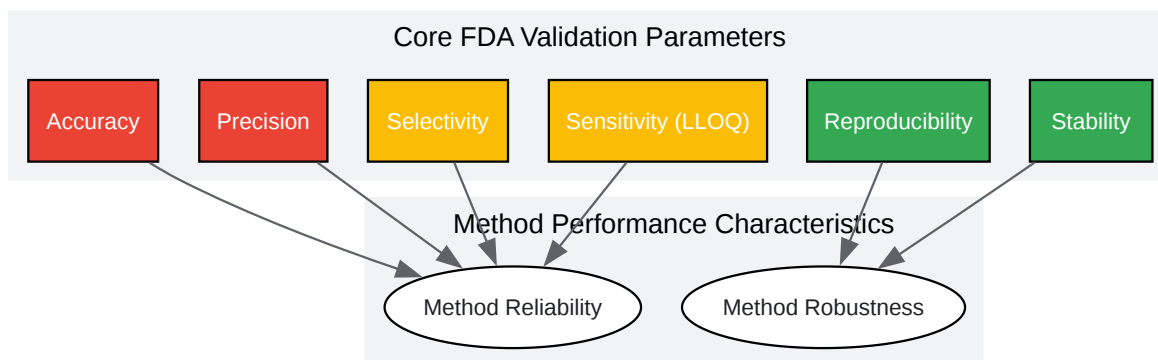 Core FDA Validation Parameters
Accuracy
Precision
Selectivity
Sensitivity (LLOQ)
Reproducibility
Stability
Method Performance Characteristics
Method Reliability
Method Robustness